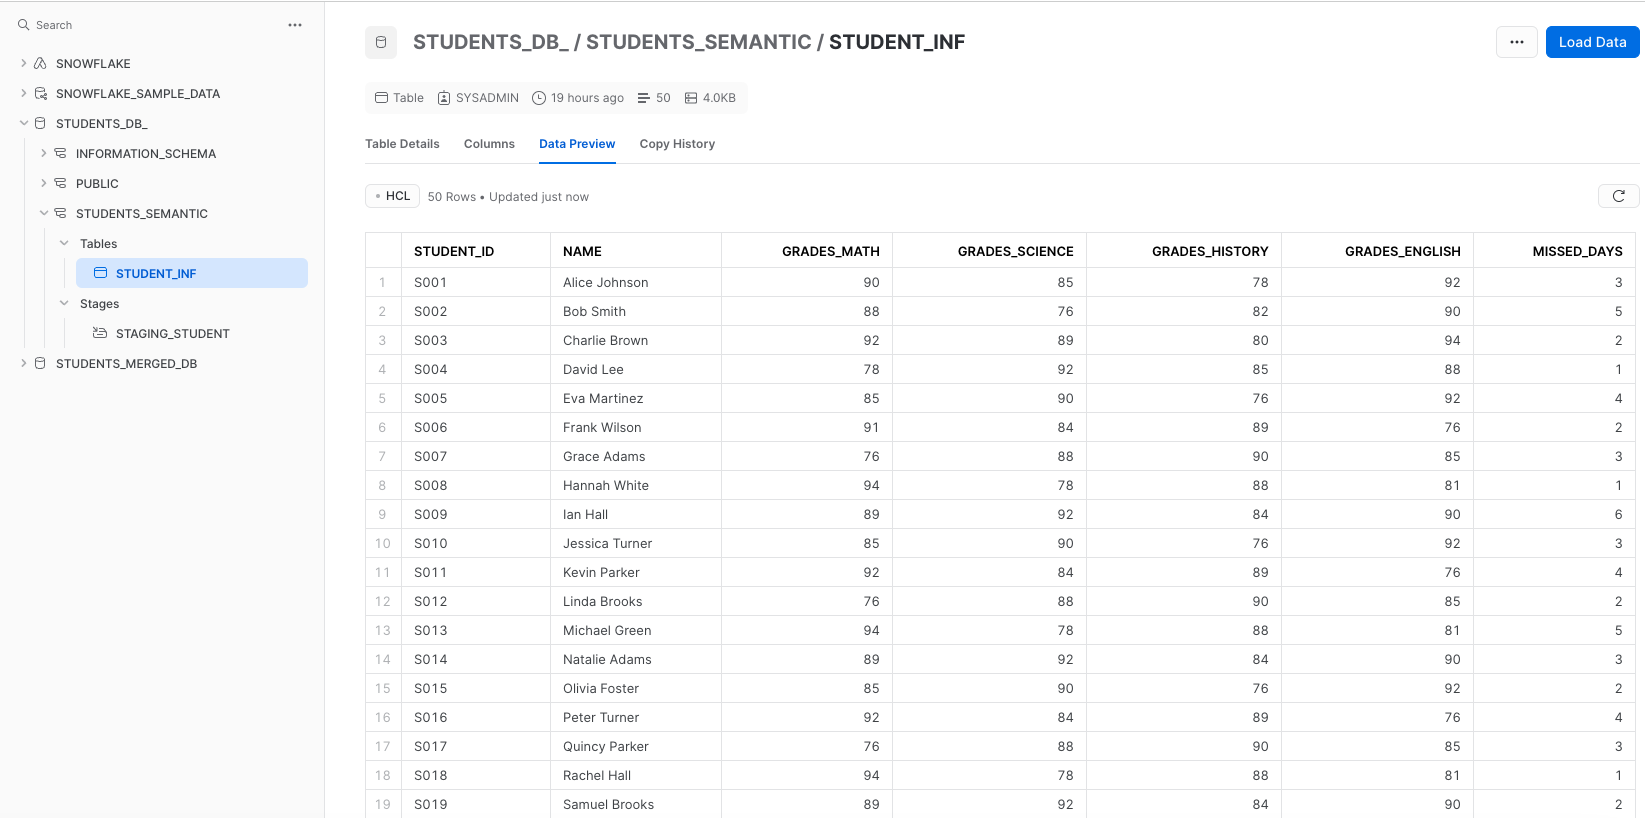 Search
SNOWFLAKE
SNOWFLAKE_SAMPLE_DATA
STUDENTS_DB_
INFORMATION_SCHEMA
PUBLIC
STUDENTS_SEMANTIC
Tables
STUDENT_INF
Stages
STAGING_STUDENT
STUDENTS_MERGED_DB
STUDENTS_DB_ / STUDENTS_SEMANTIC / STUDENT_INF
Load Data
Table SYSADMIN 19 hours ago 50 4.0KB
Table Details Columns Data Preview Copy History
HCL 50 Rows • Updated just now
STUDENT_ID NAME GRADES_MATH GRADES_SCIENCE GRADES_HISTORY GRADES_ENGLISH MISSED_DAYS
1 S001 Alice Johnson 90 85 78 92 3
2 S002 Bob Smith 88 76 82 90 5
3 S003 Charlie Brown 92 89 80 94 2
4 S004 David Lee 78 92 85 88 1
5 S005 Eva Martinez 85 90 76 92 4
6 S006 Frank Wilson 91 84 89 76 2
7 S007 Grace Adams 76 88 90 85 3
8 S008 Hannah White 94 78 88 81 1
9 S009 Ian Hall 89 92 84 90 6
10 S010 Jessica Turner 85 90 76 92 3
11 S011 Kevin Parker 92 84 89 76 4
12 S012 Linda Brooks 76 88 90 85 2
13 S013 Michael Green 94 78 88 81 5
14 S014 Natalie Adams 89 92 84 90 3
15 S015 Olivia Foster 85 90 76 92 2
16 S016 Peter Turner 92 84 89 76 4
17 S017 Quincy Parker 76 88 90 85 3
18 S018 Rachel Hall 94 78 88 81 1
19 S019 Samuel Brooks 89 92 84 90 2